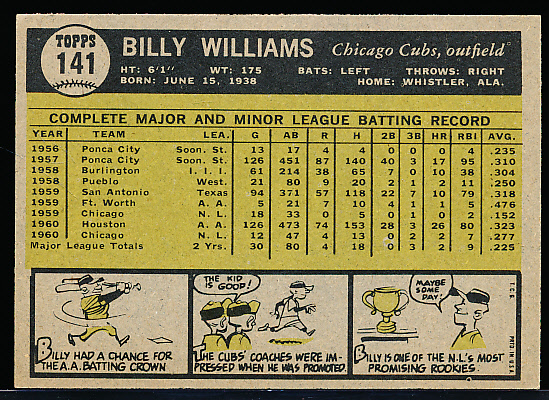 TOPPS
141
BILLY WILLIAMS Chicago Cubs, outfield
HT: 6'1" WT: 175 BATS: LEFT THROWS: RIGHT
BORN: JUNE 15, 1938 HOME: WHISTLER, ALA.
COMPLETE MAJOR AND MINOR LEAGUE BATTING RECORD
YEAR TEAM LEA. G AB R H 2B 3B HR RBI AVG.
1956 Ponca City Soon. St. 13 17 4 4 0 0 0 4 .235
1957 Ponca City Soon. St. 126 451 87 140 40 3 17 95 .310
1958 Burlington I. I. I. 61 214 38 65 7 0 10 38 .304
1958 Pueblo West. 21 80 9 20 2 1 2 11 .250
1959 San Antonio Texas 94 371 57 118 22 7 10 79 .318
1959 Ft. Worth A. A. 5 21 7 10 4 1 1 5 .476
1959 Chicago N. L. 18 33 0 5 0 1 0 2 .152
1960 Houston A. A. 126 473 74 153 28 3 26 80 .323
1960 Chicago N. L. 12 47 4 13 0 2 2 7 .277
Major League Totals 2 Yrs. 30 80 4 18 0 3 2 9 .225
BILLY HAD A CHANCE FOR
THE A.A. BATTING CROWN
THE KID
IS GOOD!
THE CUBS' COACHES WERE IM-
PRESSED WHEN HE WAS PROMOTED.
MAYBE
SOME
DAY!
BILLY IS ONE OF THE N.L'S MOST
PROMISING ROOKIES.
T.C.G. PRTD IN U.S.A.